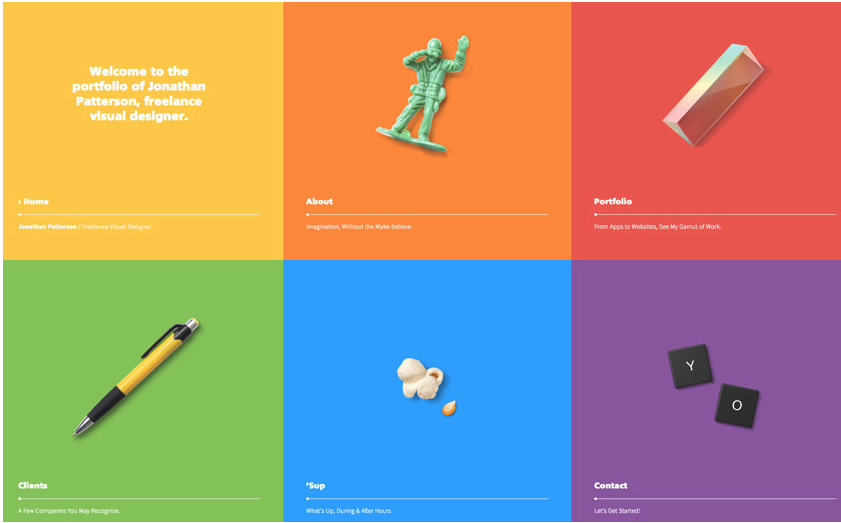 Welcome to the
portfolio of Jonathan
Patterson, freelance
visual designer.
› Home
Jonathan Patterson / Freelance Visual Designer
About
Imagination, Without the Make-believe.
Portfolio
From Apps to Websites, See My Gamut of Work.
Y
O
Clients
A Few Companies You May Recognize.
'Sup
What's Up, During & After Hours
Contact
Let's Get Started!